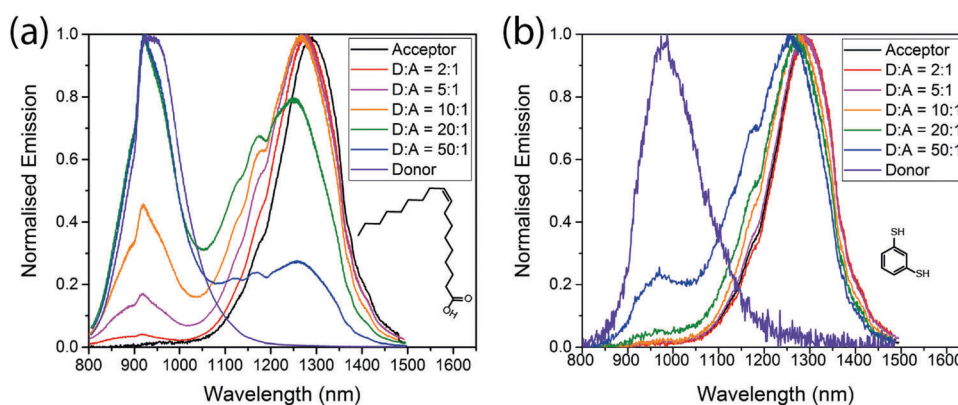 (a)
Normalised Emission
1.0
0.8
0.6
0.4
0.2
0.0
Acceptor
D:A = 2:1
D:A = 5:1
D:A = 10:1
D:A = 20:1
D:A = 50:1
Donor
O
OH
800 900 1000 1100 1200 1300 1400 1500 1600
Wavelength (nm)
(b)
Normalised Emission
1.0
0.8
0.6
0.4
0.2
0.0
Acceptor
D:A = 2:1
D:A = 5:1
D:A = 10:1
D:A = 20:1
D:A = 50:1
Donor
SH
SH
800 900 1000 1100 1200 1300 1400 1500 1600
Wavelength (nm)